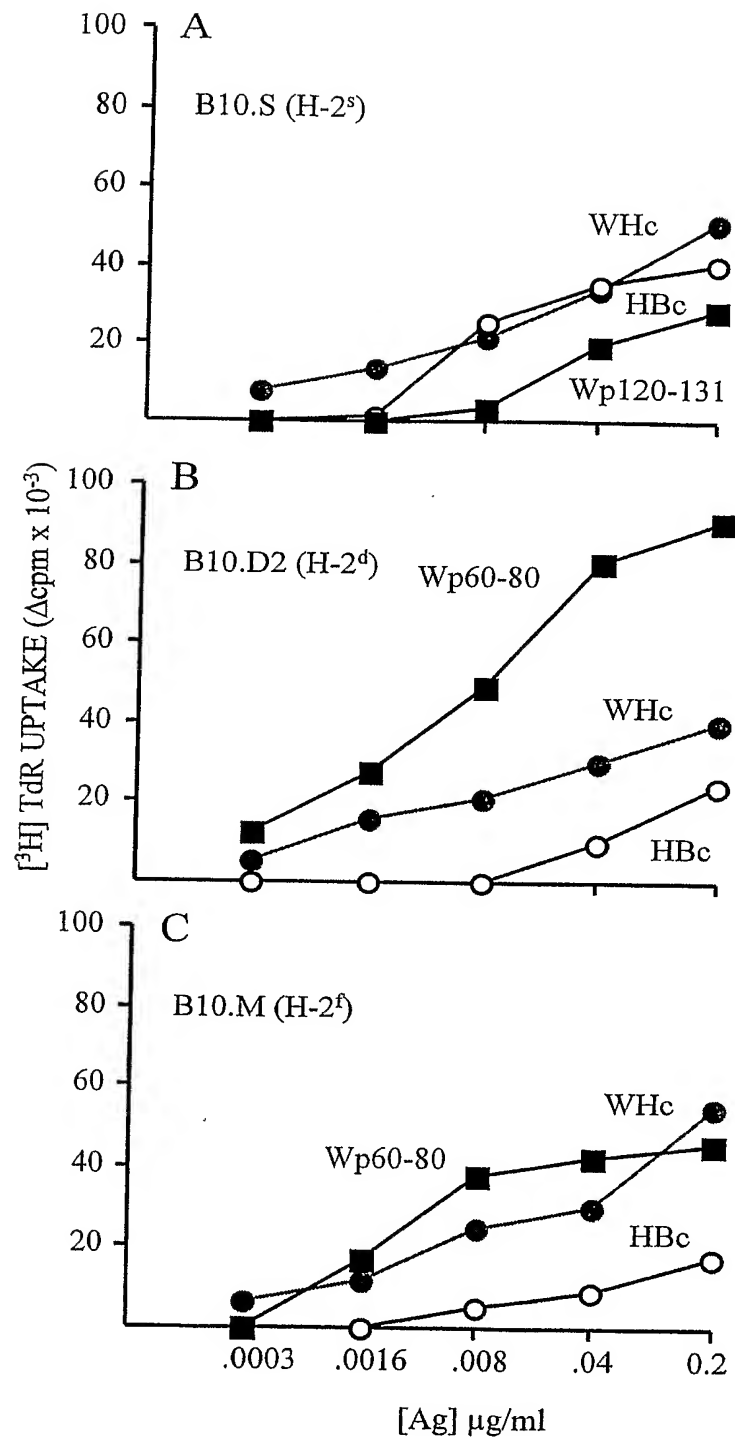 A
100
80
60
40
20
B10.S (H-2ˢ)
WHc
HBc
Wp120-131
B
100
80
60
40
20
B10.D2 (H-2ᵈ)
Wp60-80
WHc
HBc
[³H] TdR UPTAKE (Δcpm x 10⁻³)
C
100
80
60
40
20
B10.M (H-2ᶠ)
WHc
Wp60-80
HBc
.0003 .0016 .008 .04 0.2
[Ag] µg/ml